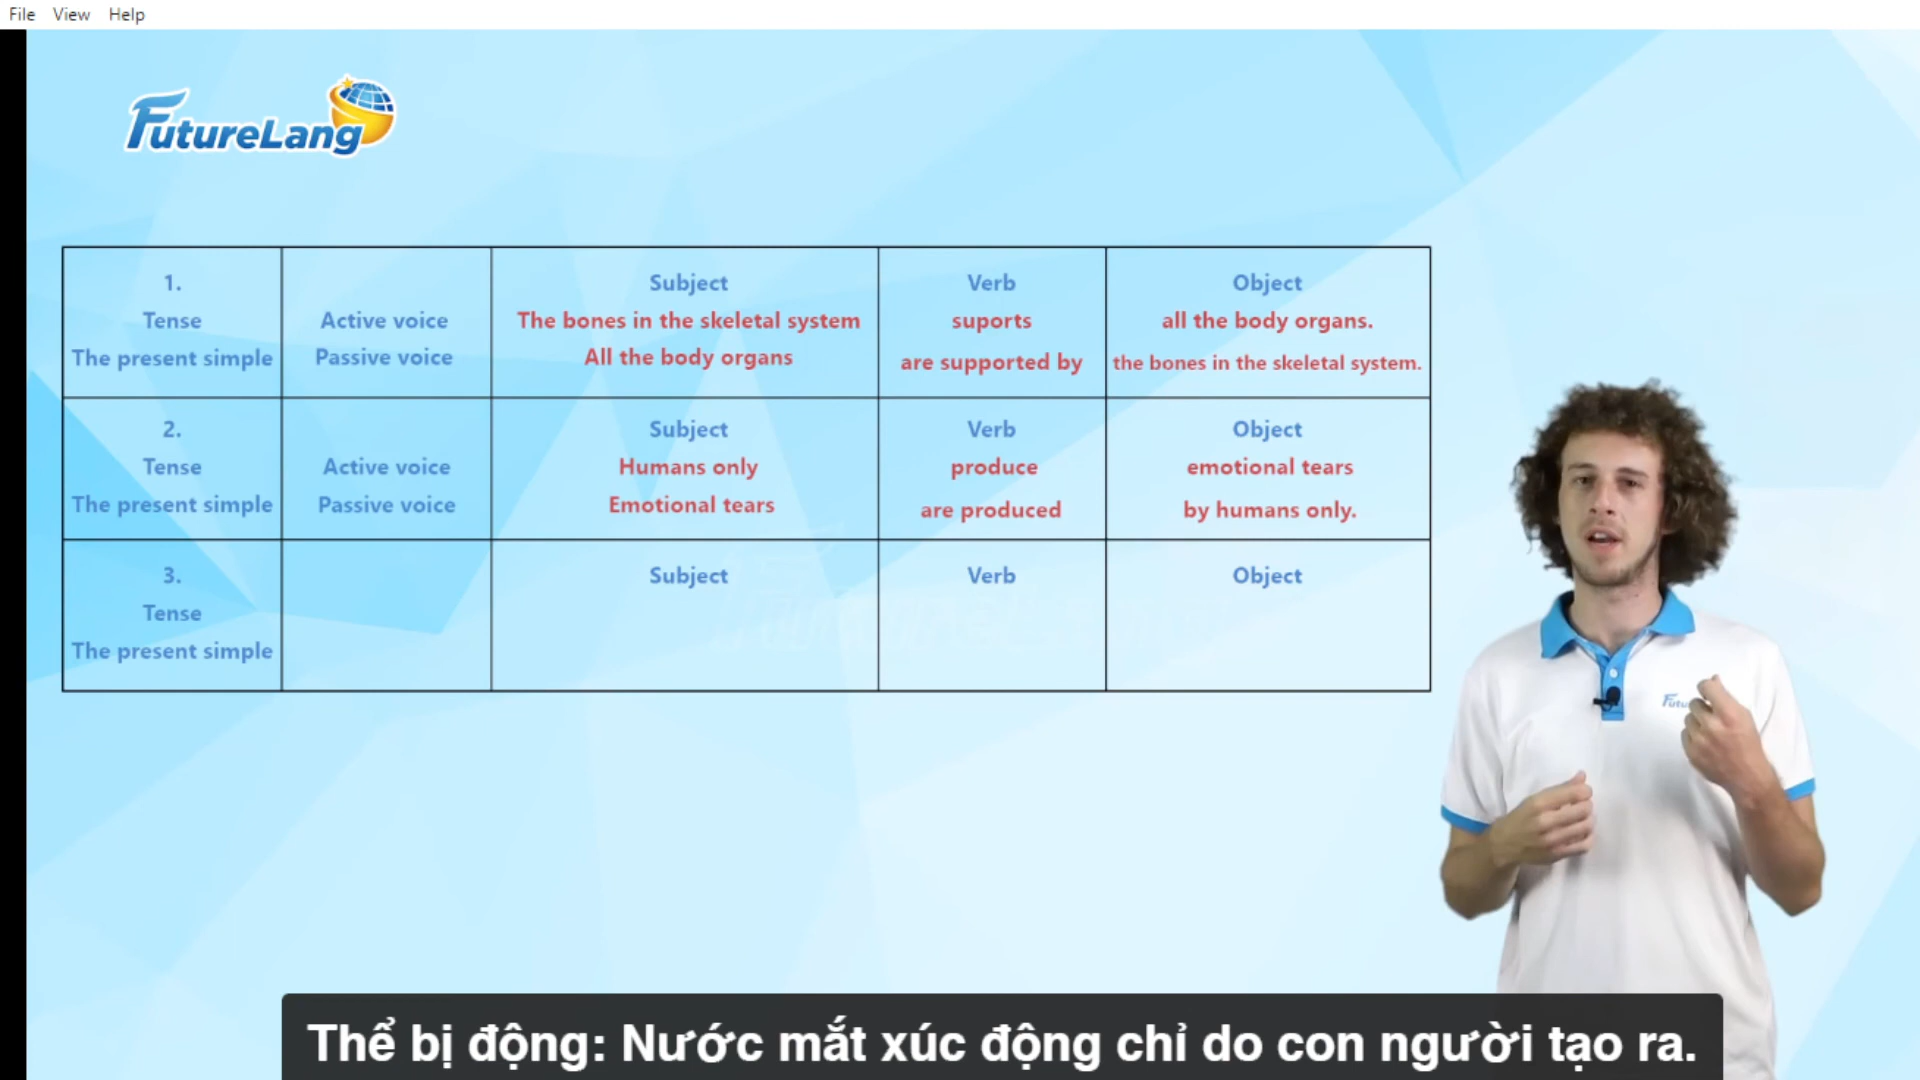 File View Help
FutureLang
1.
Tense
The present simple
Active voice
Passive voice
Subject
The bones in the skeletal system
All the body organs
Verb
suports
are supported by
Object
all the body organs.
the bones in the skeletal system.
2.
Tense
The present simple
Active voice
Passive voice
Subject
Humans only
Emotional tears
Verb
produce
are produced
Object
emotional tears
by humans only.
3.
Tense
The present simple
Subject
Verb
Object
Thể bị động: Nước mắt xúc động chỉ do con người tạo ra.